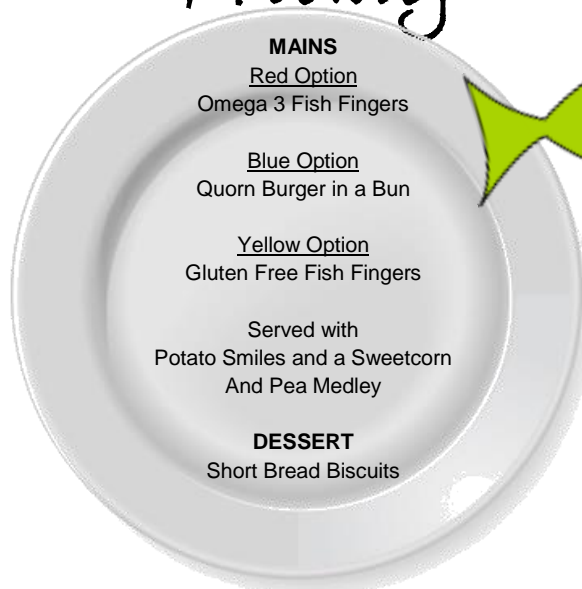 MAINS
Red Option
Omega 3 Fish Fingers
Blue Option
Quorn Burger in a Bun
Yellow Option
Gluten Free Fish Fingers
Served with
Potato Smiles and a Sweetcorn
And Pea Medley
DESSERT
Short Bread Biscuits